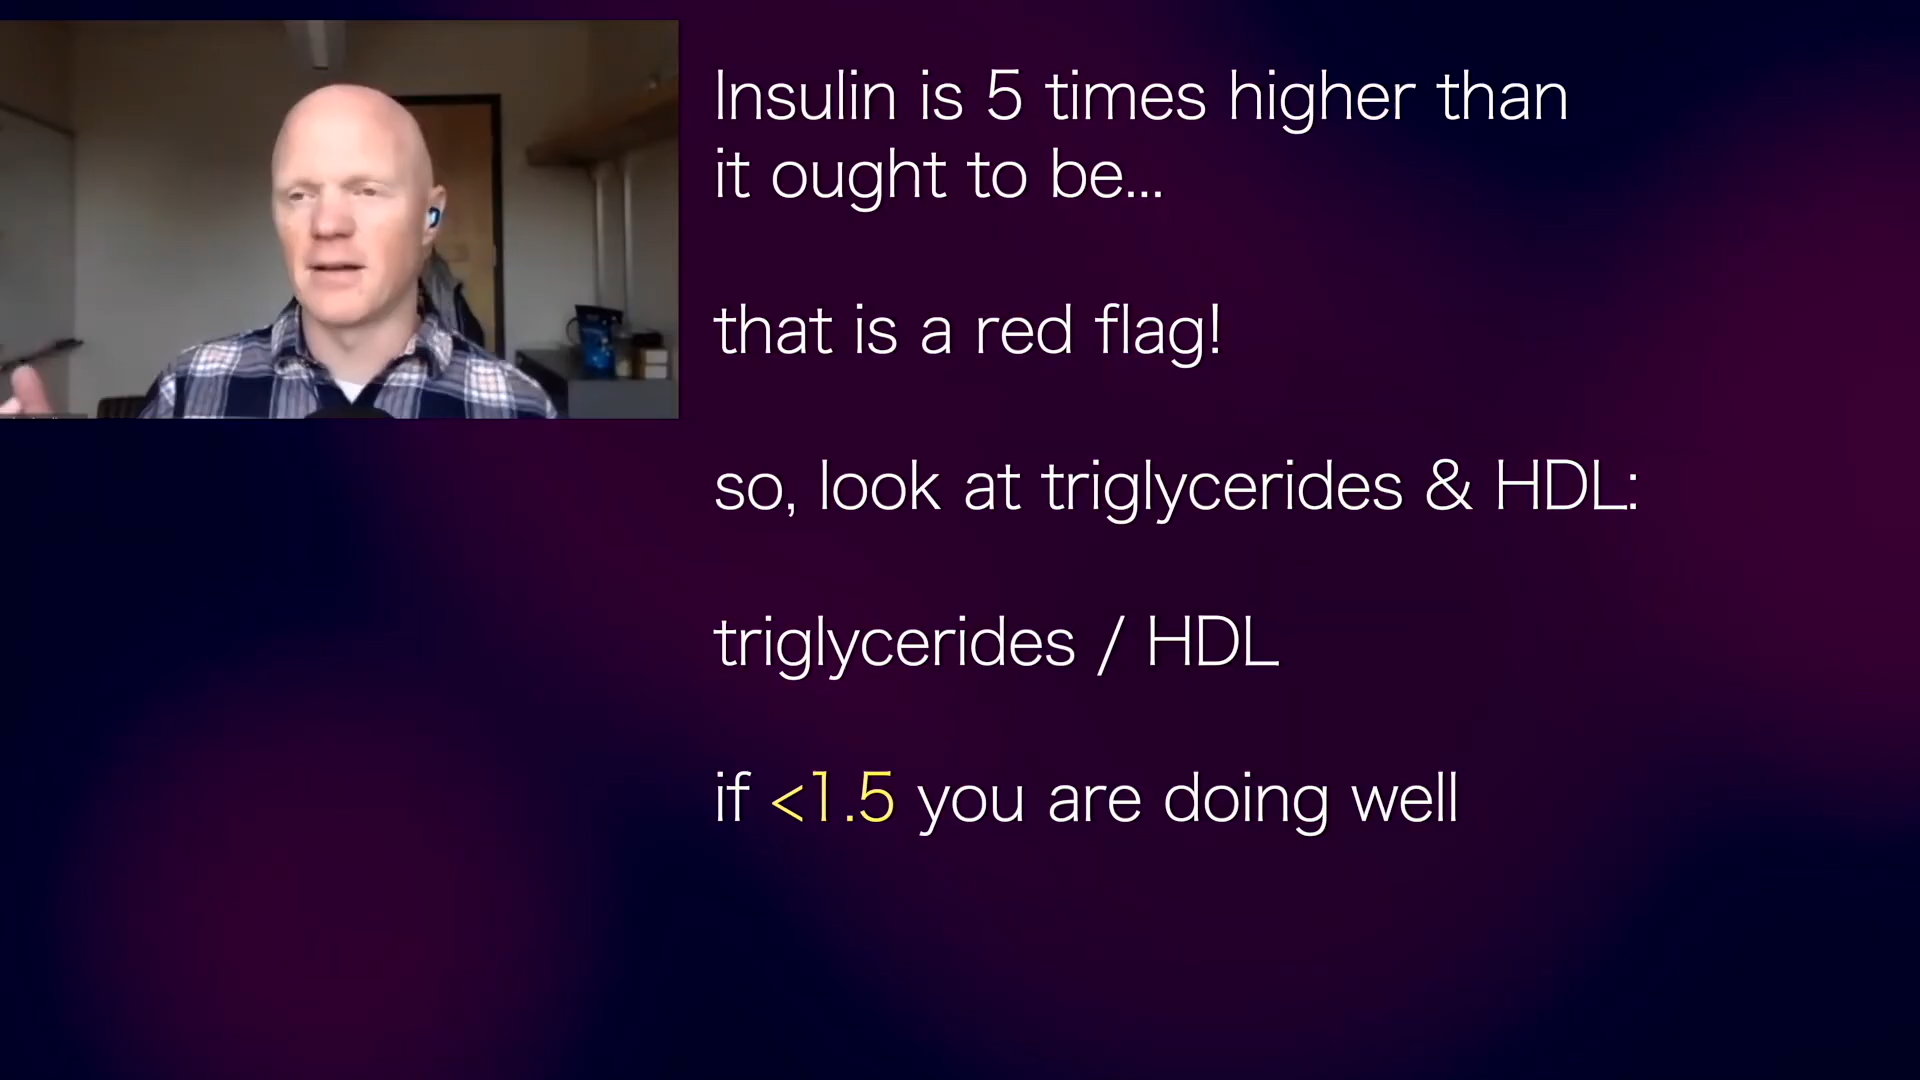 Insulin is 5 times higher than
it ought to be...
that is a red flag!
so, look at triglycerides & HDL:
triglycerides / HDL
if <1.5 you are doing well